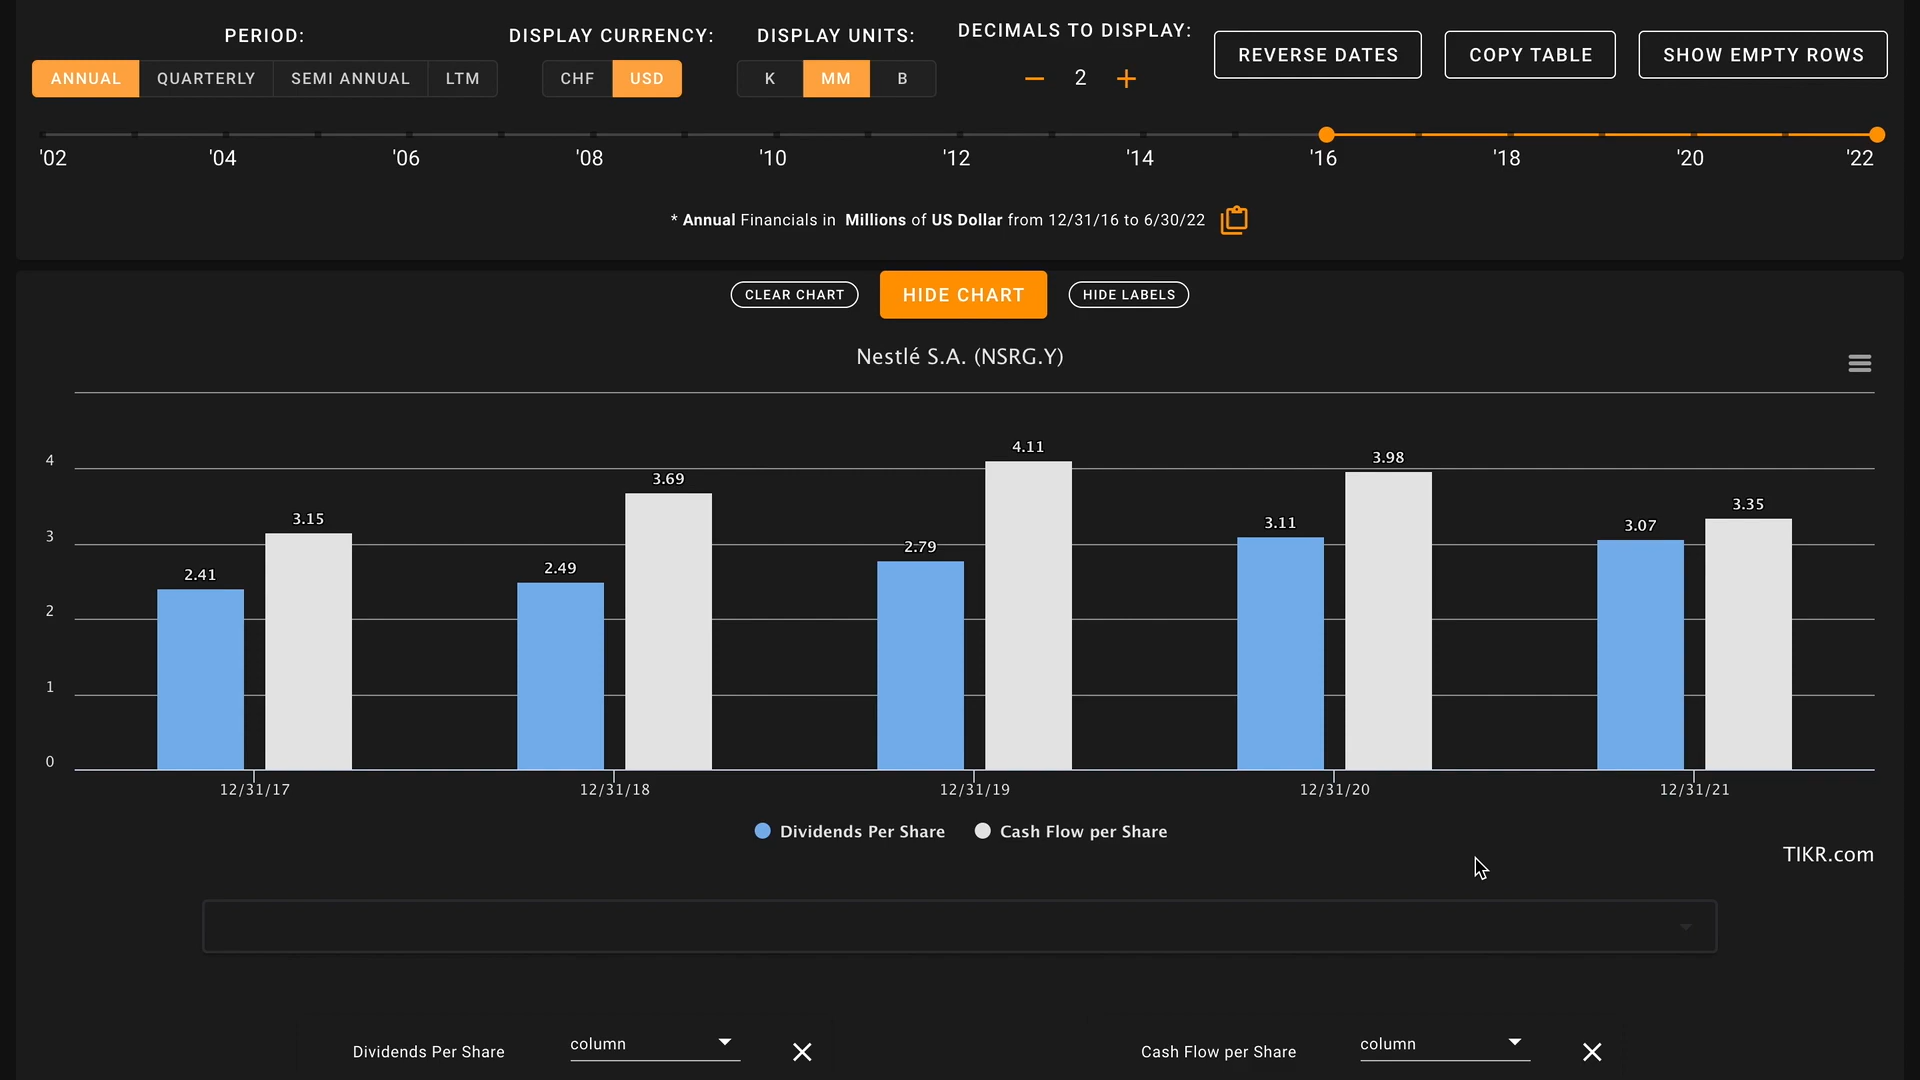 PERIOD:
DISPLAY CURRENCY:
DISPLAY UNITS:
DECIMALS TO DISPLAY:
ANNUAL QUARTERLY SEMI ANNUAL LTM
CHF USD
K MM B
2
REVERSE DATES
COPY TABLE
SHOW EMPTY ROWS
'02 '04 '06 '08 '10 '12 '14 '16 '18 '20 '22
* Annual Financials in Millions of US Dollar from 12/31/16 to 6/30/22
CLEAR CHART
HIDE CHART
HIDE LABELS
Nestlé S.A. (NSRG.Y)
4
3
2
1
0
2.41 3.15
2.49 3.69
2.79 4.11
3.11 3.98
3.07 3.35
12/31/17 12/31/18 12/31/19 12/31/20 12/31/21
Dividends Per Share Cash Flow per Share
TIKR.com
Dividends Per Share column
Cash Flow per Share column